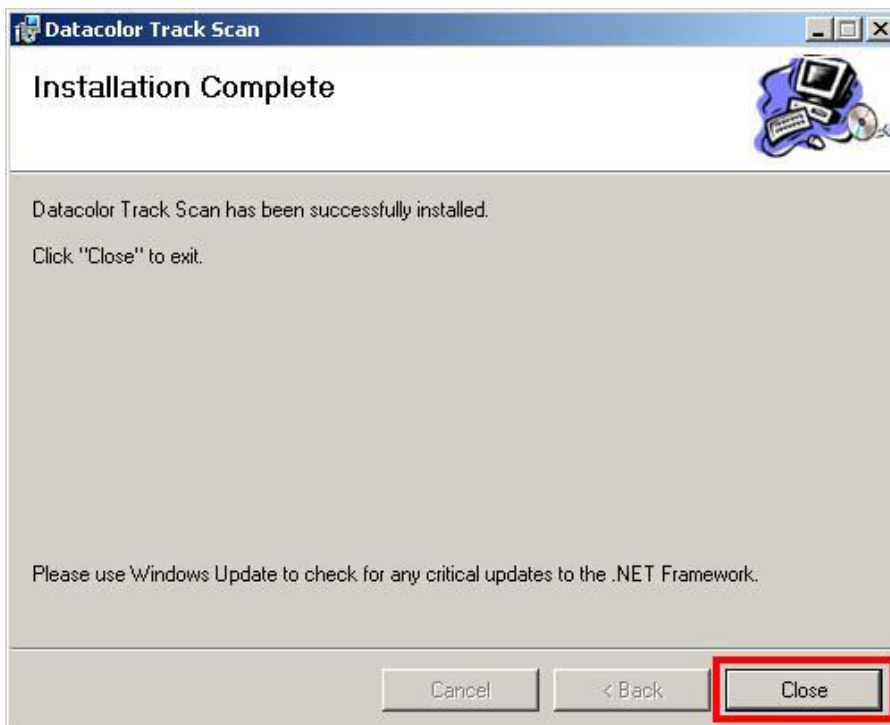 Datacolor Track Scan
Installation Complete
Datacolor Track Scan has been successfully installed.
Click "Close" to exit.
Please use Windows Update to check for any critical updates to the .NET Framework.
Cancel
< Back
Close